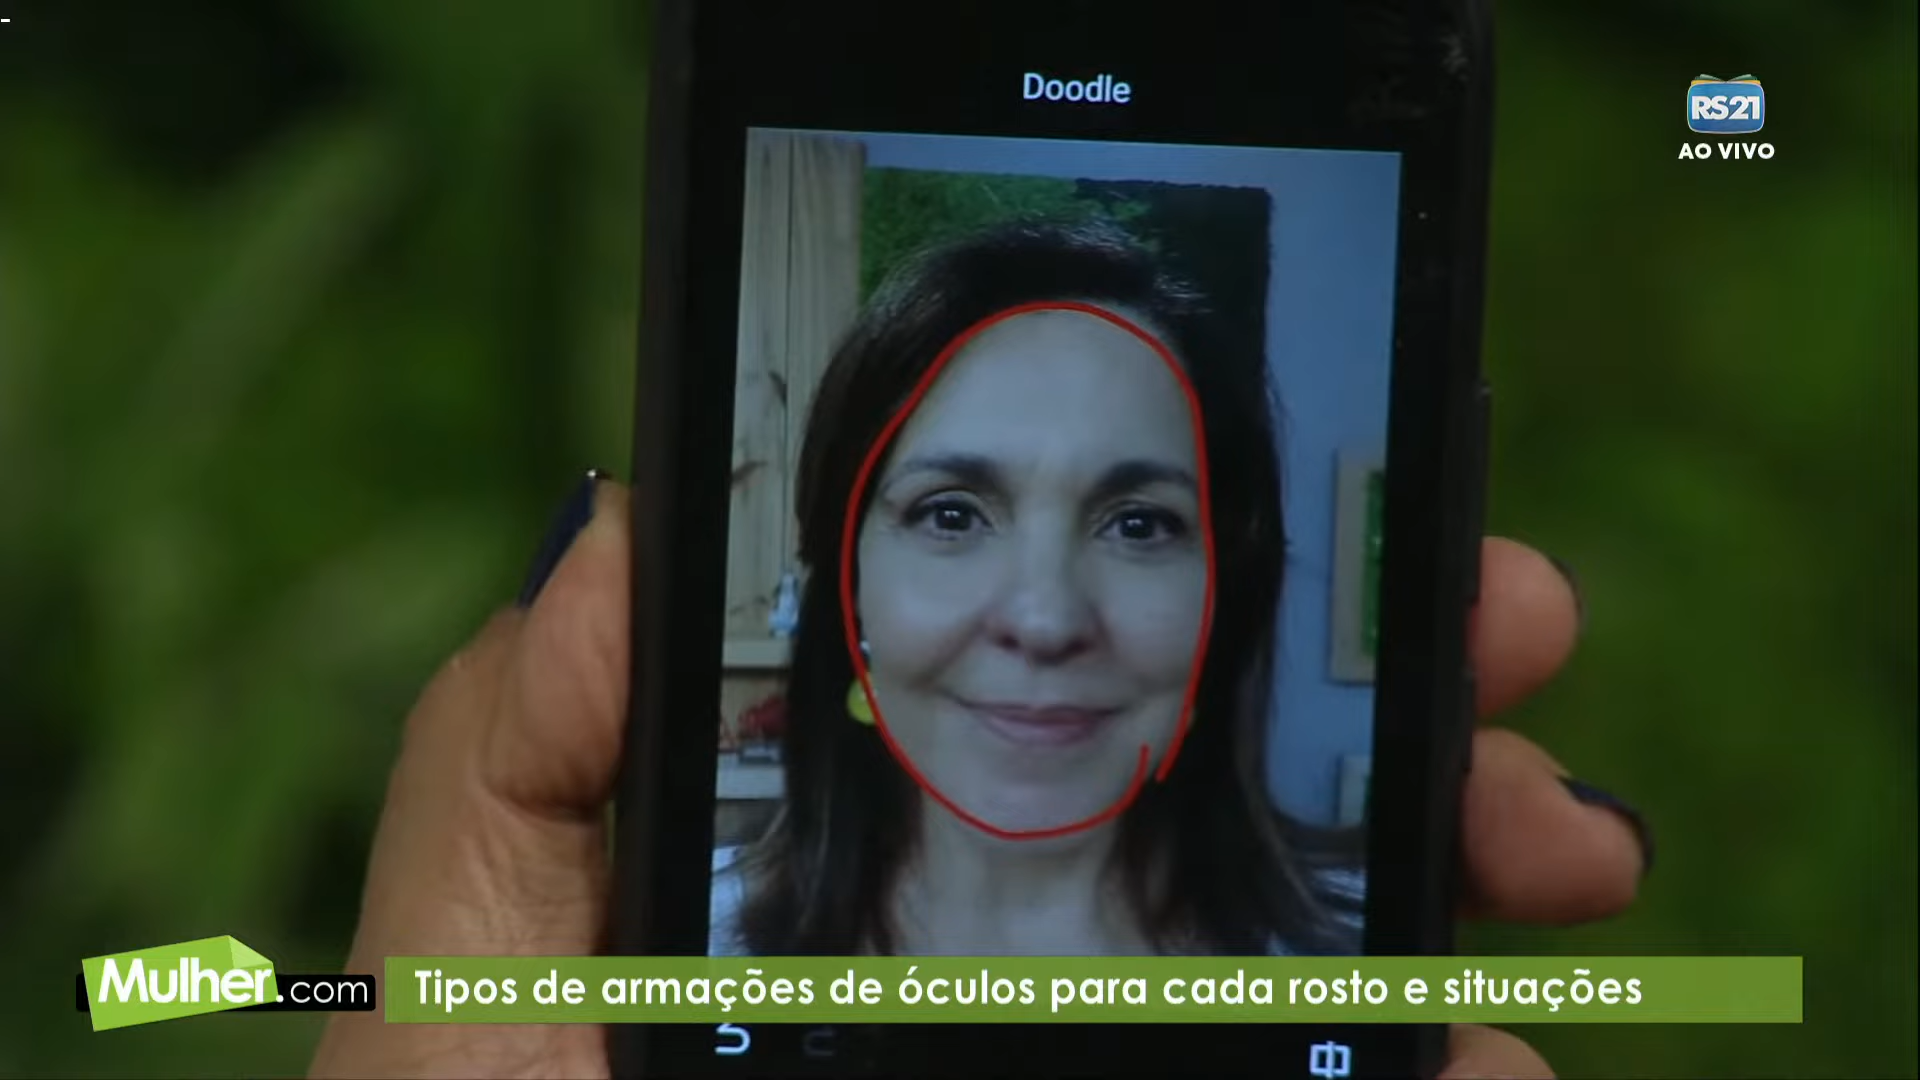 Doodle
RS21
AO VIVO
Mulher.com
Tipos de armações de óculos para cada rosto e situações